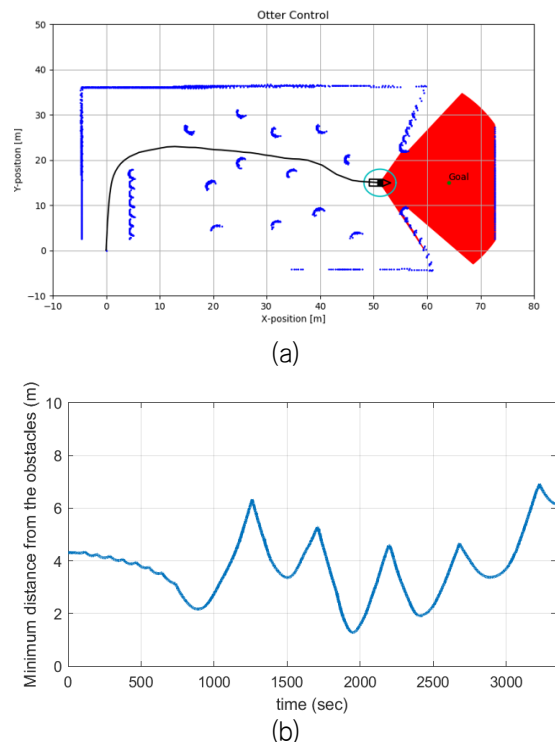 Otter Control
50
40
30
20
10
0
−10
Y-position [m]
Goal
−10 0 10 20 30 40 50 60 70 80
X-position [m]
(a)
10
8
6
4
2
0
Minimum distance from the obstacles (m)
0 500 1000 1500 2000 2500 3000
time (sec)
(b)